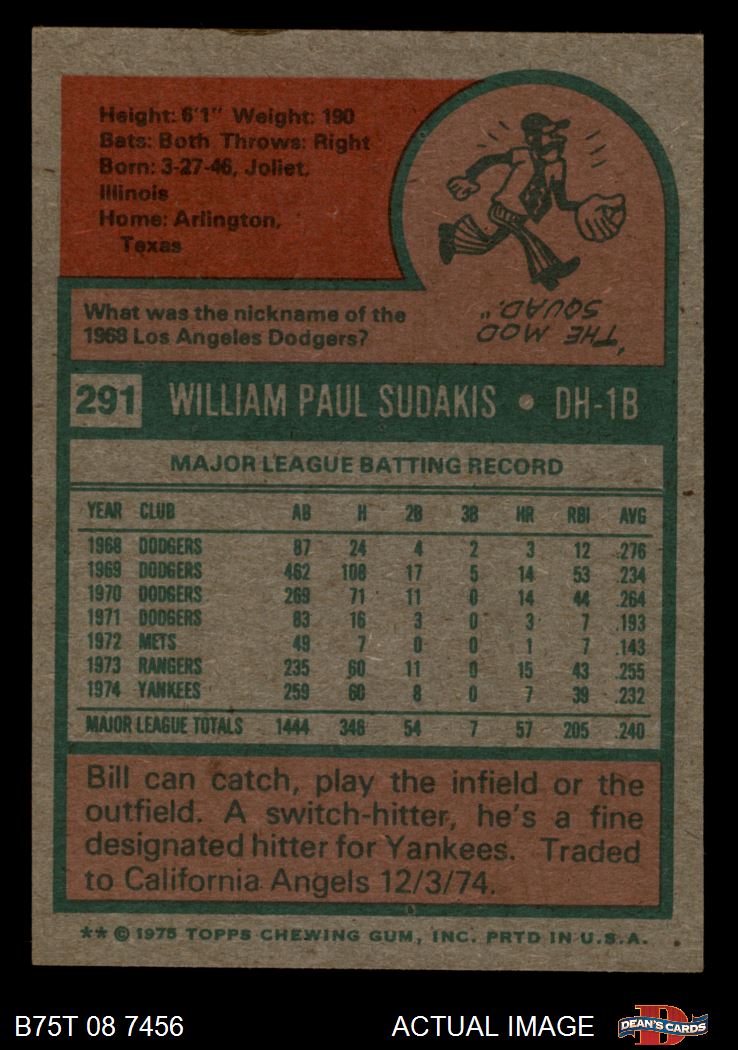 Height: 6'1" Weight: 190
Bats: Both Throws: Right
Born: 3-27-46, Joliet,
Illinois
Home: Arlington,
Texas
What was the nickname of the
1968 Los Angeles Dodgers?
"THE MOD
SQUAD."
291 WILLIAM PAUL SUDAKIS • DH-1B
MAJOR LEAGUE BATTING RECORD
YEAR CLUB AB H 2B 3B HR RBI AVG
1968 DODGERS 87 24 4 2 3 12 .276
1969 DODGERS 462 108 17 5 14 53 .234
1970 DODGERS 269 71 11 0 14 44 .264
1971 DODGERS 83 16 3 0 3 7 .193
1972 METS 49 7 0 0 1 7 .143
1973 RANGERS 235 60 11 0 15 43 .255
1974 YANKEES 259 60 8 0 7 39 .232
MAJOR LEAGUE TOTALS 1444 346 54 7 57 205 .240
Bill can catch, play the infield or the
outfield. A switch-hitter, he's a fine
designated hitter for Yankees. Traded
to California Angels 12/3/74.
** © 1975 TOPPS CHEWING GUM, INC. PRTD IN U.S.A.
B75T 08 7456 ACTUAL IMAGE DEAN'S CARDS